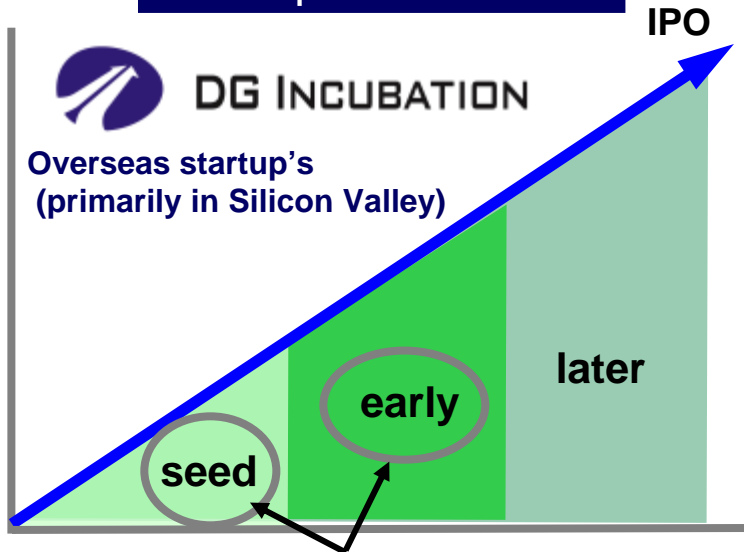 IPO
DG INCUBATION
Overseas startup's
(primarily in Silicon Valley)
later
early
seed